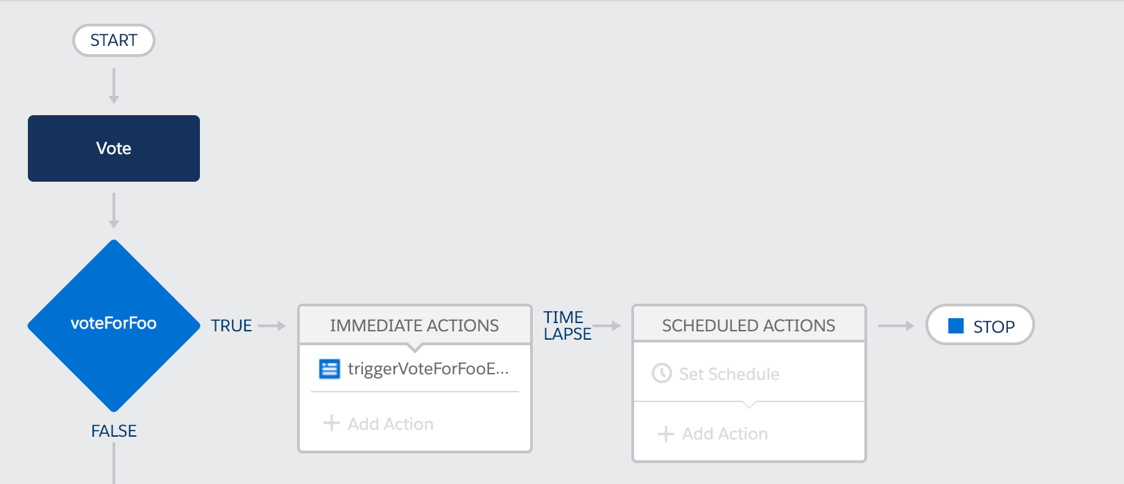 START
Vote
voteForFoo
TRUE
IMMEDIATE ACTIONS
triggerVoteForFooE...
Add Action
TIME
LAPSE
SCHEDULED ACTIONS
Set Schedule
Add Action
STOP
FALSE